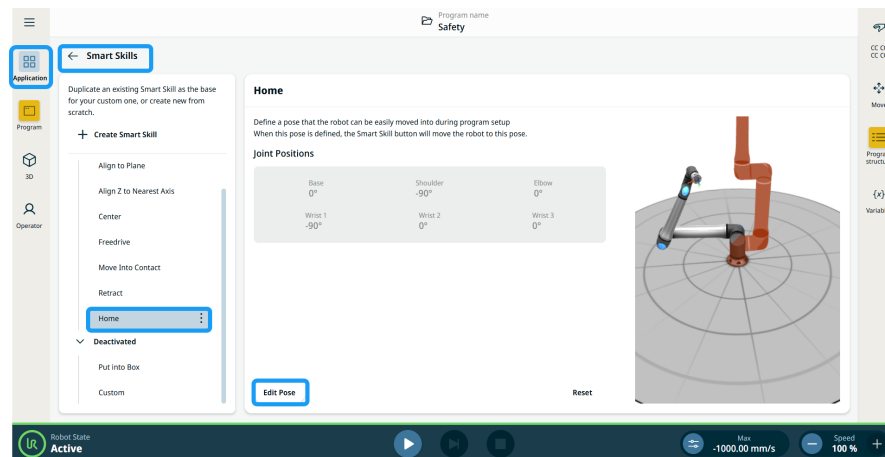 Program name
Safety
Application
Program
3D
Operator
Smart Skills
Duplicate an existing Smart Skill as the base
for your custom one, or create new from
scratch.
Create Smart Skill
Align to Plane
Align Z to Nearest Axis
Center
Freedrive
Move Into Contact
Retract
Home
Deactivated
Put into Box
Custom
Home
Define a pose that the robot can be easily moved into during program setup
When this pose is defined, the Smart Skill button will move the robot to this pose.
Joint Positions
Base Shoulder Elbow
0° -90° 0°
Wrist 1 Wrist 2 Wrist 3
-90° 0° 0°
Edit Pose Reset
Move
{x}
UR
Robot State
Active
Max
-1000.00 mm/s
Speed
100 %